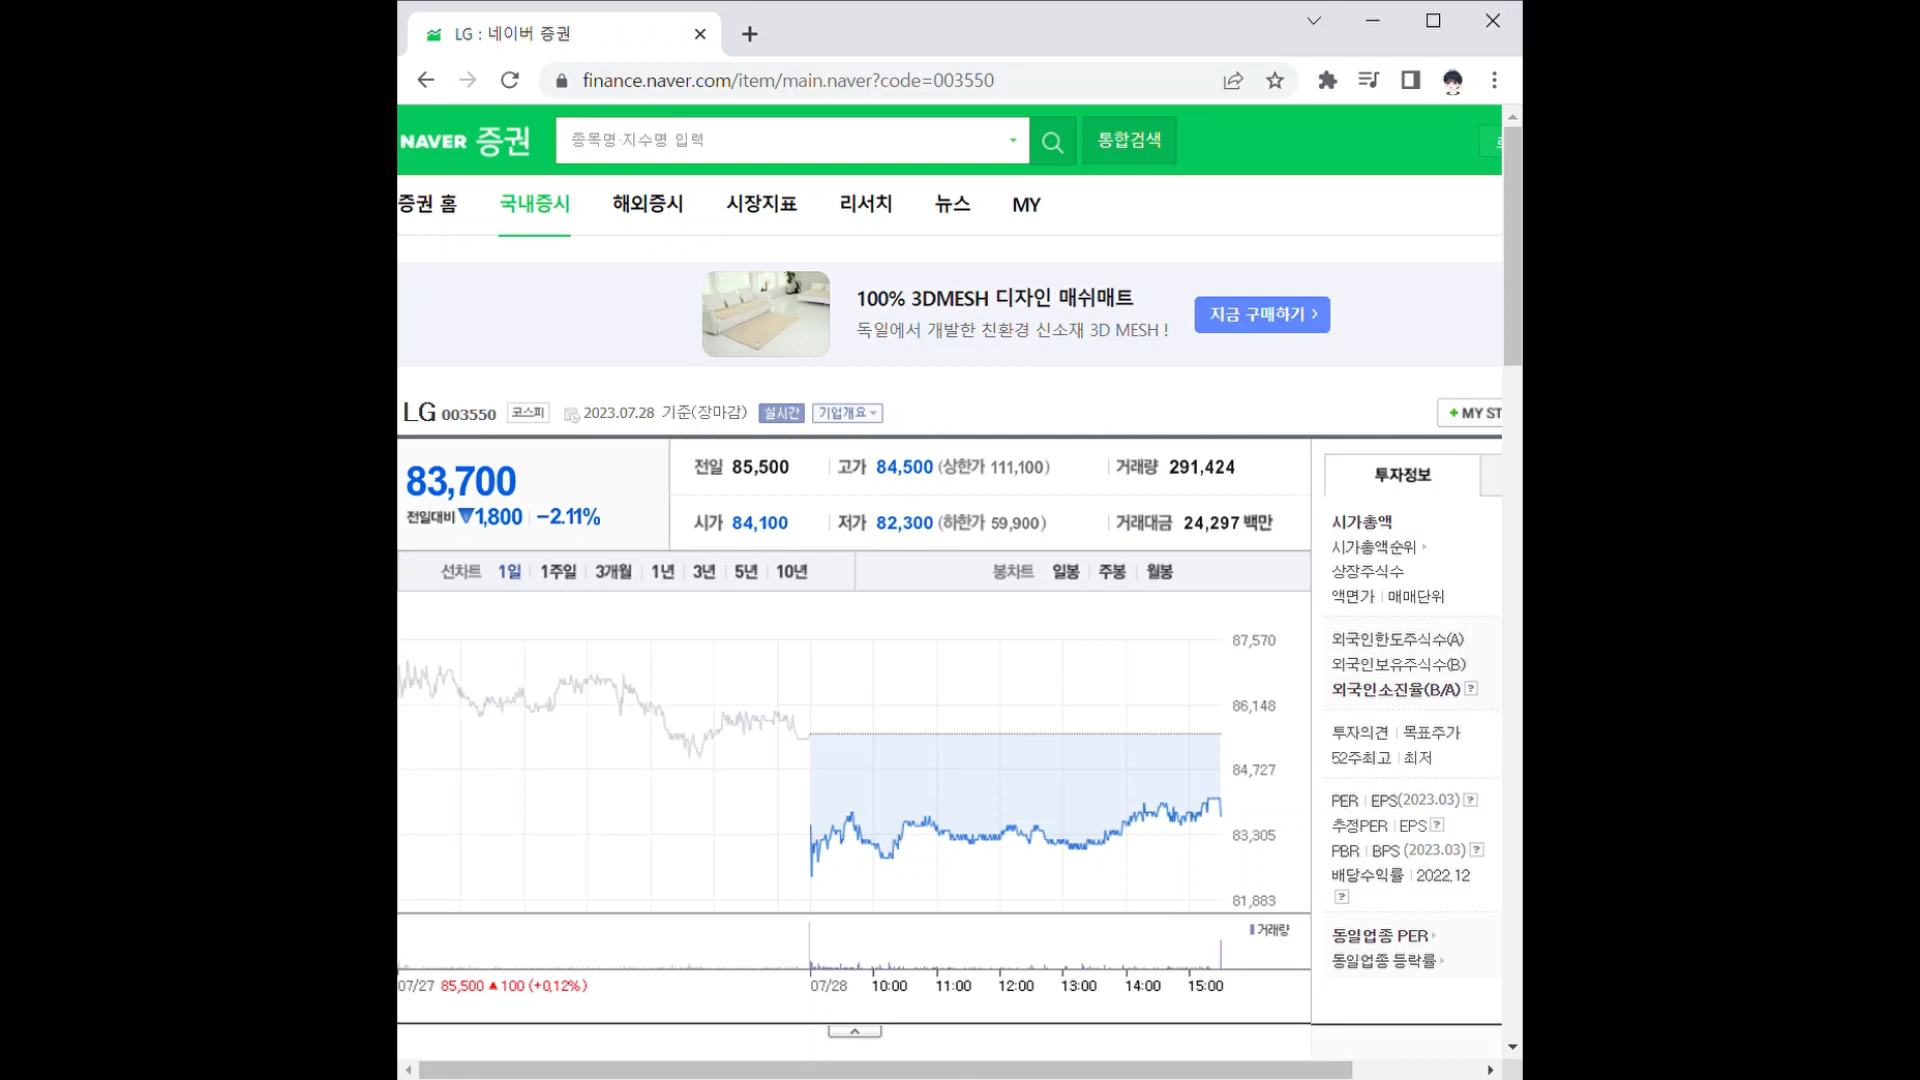 LG : 네이버 증권
finance.naver.com/item/main.naver?code=003550
NAVER 증권
종목명·지수명 입력
통합검색
증권 홈 국내증시 해외증시 시장지표 리서치 뉴스 MY
100% 3DMESH 디자인 매쉬매트
독일에서 개발한 친환경 신소재 3D MESH !
지금 구매하기
LG 003550 코스피 2023.07.28 기준(장마감) 실시간 기업개요
+ MY ST
83,700
전일대비 ▼1,800 -2.11%
전일 85,500 고가 84,500 (상한가 111,100) 거래량 291,424
시가 84,100 저가 82,300 (하한가 59,900) 거래대금 24,297 백만
선차트 1일 1주일 3개월 1년 3년 5년 10년 봉차트 일봉 주봉 월봉
87,570
86,148
84,727
83,305
81,883
거래량
07/27 85,500 ▲100 (+0.12%) 07/28 10:00 11:00 12:00 13:00 14:00 15:00
투자정보
시가총액
시가총액순위
상장주식수
액면가 매매단위
외국인한도주식수(A)
외국인보유주식수(B)
외국인소진율(B/A) ?
투자의견 목표주가
52주최고 최저
PER EPS(2023.03) ?
추정PER EPS ?
PBR BPS (2023.03) ?
배당수익률 2022.12
?
동일업종 PER
동일업종 등락률